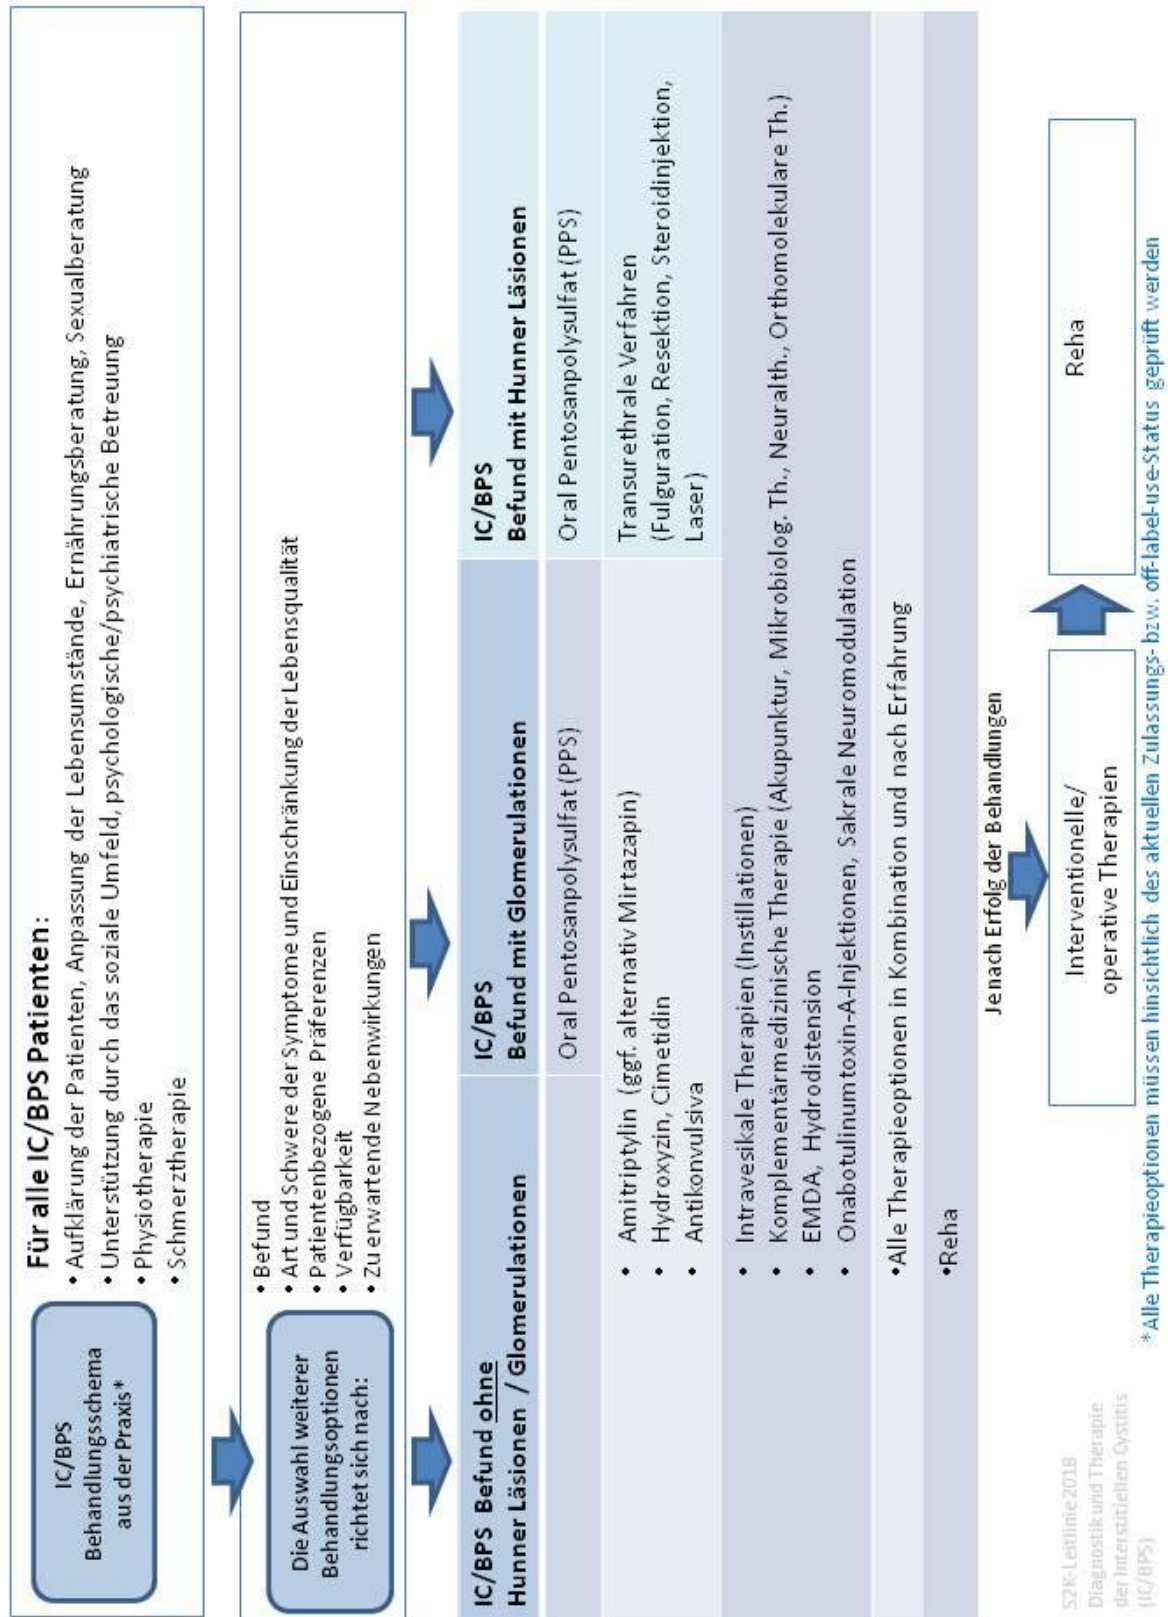 IC/BPS
Behandlungsschema
aus der Praxis*
Für alle IC/BPS Patienten:
• Aufklärung der Patienten, Anpassung der Lebensumstände, Ernährungsberatung, Sexualberatung
• Unterstützung durch das soziale Umfeld, psychologische/psychiatrische Betreuung
• Physiotherapie
• Schmerztherapie
Die Auswahl weiterer
Behandlungsoptionen
richtet sich nach:
• Befund
• Art und Schwere der Symptome und Einschränkung der Lebensqualität
• Patientenbezogene Präferenzen
• Verfügbarkeit
• Zu erwartende Nebenwirkungen
IC/BPS Befund ohne
Hunner Läsionen / Glomerulationen
IC/BPS
Befund mit Glomerulationen
IC/BPS
Befund mit Hunner Läsionen
Oral Pentosanpolysulfat (PPS)
Oral Pentosanpolysulfat (PPS)
• Amitriptylin (ggf. alternativ Mirtazapin)
• Hydroxyzin, Cimetidin
• Antikonvulsiva
Transurethrale Verfahren
(Fulguration, Resektion, Steroidinjektion,
Laser)
• Intravesikale Therapien (Instillationen)
• Komplementärmedizinische Therapie (Akupunktur, Mikrobiolog. Th., Neuralth., Orthomolekulare Th.)
• EMDA, Hydrodistension
• Onabotulinumtoxin-A-Injektionen, Sakrale Neuromodulation
•Alle Therapieoptionen in Kombination und nach Erfahrung
•Reha
Je nach Erfolg der Behandlungen
Interventionelle/
operative Therapien
Reha
S2K-Leitlinie 2018
Diagnostik und Therapie
der Interstitiellen Cystitis
(IC/BPS)
*Alle Therapieoptionen müssen hinsichtlich des aktuellen Zulassungs- bzw. off-label-use-Status geprüft werden